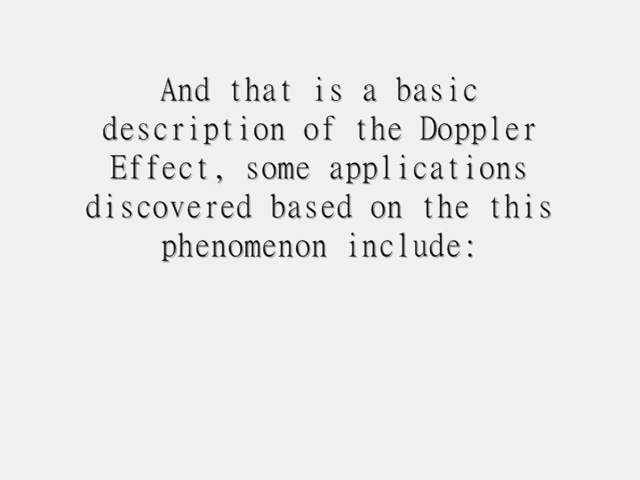 And that is a basic
description of the Doppler
Effect, some applications
discovered based on the this
phenomenon include: